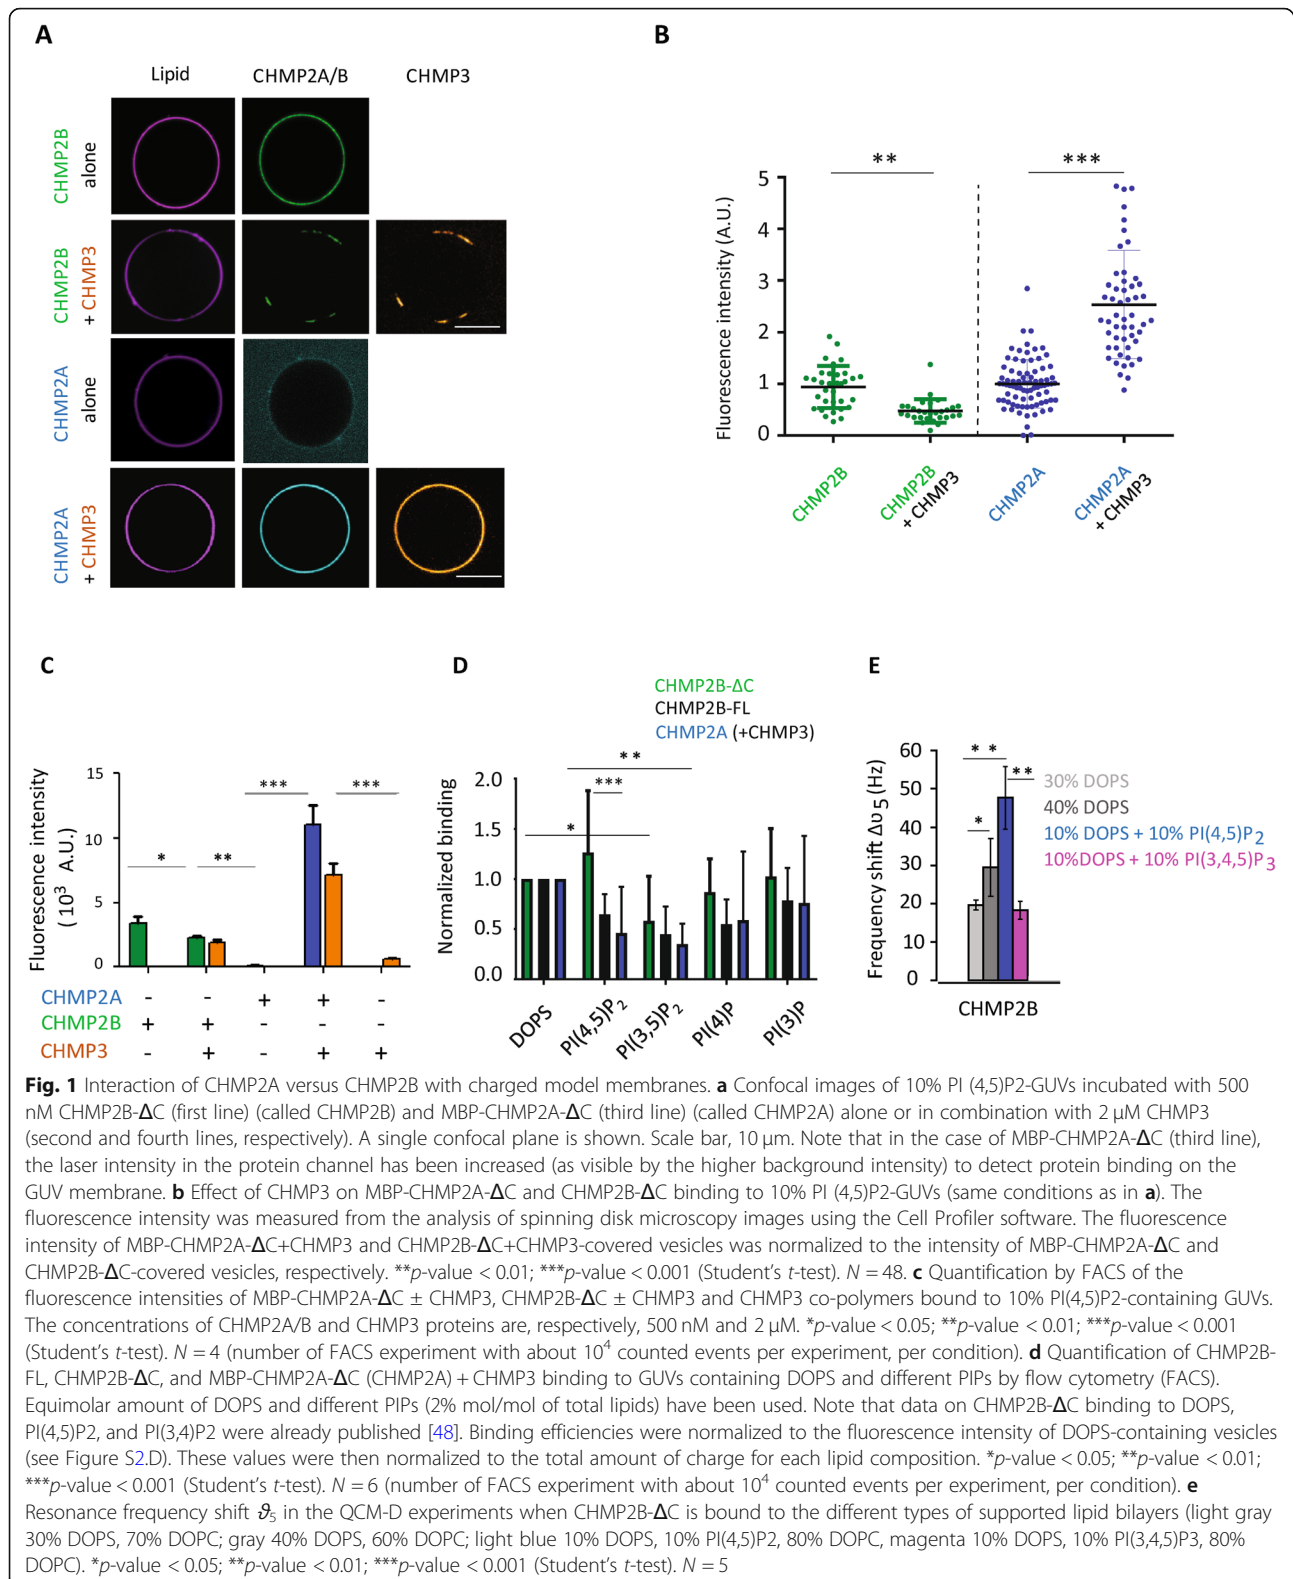 A
Lipid CHMP2A/B CHMP3
CHMP2B
alone
CHMP2B
+ CHMP3
CHMP2A
alone
CHMP2A
+ CHMP3
B
** ***
Fluorescence intensity (A.U.)
5
4
3
2
1
0
CHMP2B
CHMP2B
+ CHMP3
CHMP2A
CHMP2A
+ CHMP3
C
Fluorescence intensity
(10³ A.U.)
15
10
5
0
* ** *** ***
CHMP2A - - + + -
CHMP2B + + - - -
CHMP3 - + - + +
D
CHMP2B-ΔC
CHMP2B-FL
CHMP2A (+CHMP3)
**
***
*
Normalized binding
2.0
1.5
1.0
0.5
0.0
DOPS PI(4,5)P₂ PI(3,5)P₂ PI(4)P PI(3)P
E
Frequency shift Δυ₅ (Hz)
60
50
40
30
20
10
0
* *
**
*
30% DOPS
40% DOPS
10% DOPS + 10% PI(4,5)P₂
10%DOPS + 10% PI(3,4,5)P₃
CHMP2B
Fig. 1 Interaction of CHMP2A versus CHMP2B with charged model membranes. a Confocal images of 10% PI (4,5)P2-GUVs incubated with 500
nM CHMP2B-ΔC (first line) (called CHMP2B) and MBP-CHMP2A-ΔC (third line) (called CHMP2A) alone or in combination with 2 μM CHMP3
(second and fourth lines, respectively). A single confocal plane is shown. Scale bar, 10 μm. Note that in the case of MBP-CHMP2A-ΔC (third line),
the laser intensity in the protein channel has been increased (as visible by the higher background intensity) to detect protein binding on the
GUV membrane. b Effect of CHMP3 on MBP-CHMP2A-ΔC and CHMP2B-ΔC binding to 10% PI (4,5)P2-GUVs (same conditions as in a). The
fluorescence intensity was measured from the analysis of spinning disk microscopy images using the Cell Profiler software. The fluorescence
intensity of MBP-CHMP2A-ΔC+CHMP3 and CHMP2B-ΔC+CHMP3-covered vesicles was normalized to the intensity of MBP-CHMP2A-ΔC and
CHMP2B-ΔC-covered vesicles, respectively. **p-value < 0.01; ***p-value < 0.001 (Student's t-test). N = 48. c Quantification by FACS of the
fluorescence intensities of MBP-CHMP2A-ΔC ± CHMP3, CHMP2B-ΔC ± CHMP3 and CHMP3 co-polymers bound to 10% PI(4,5)P2-containing GUVs.
The concentrations of CHMP2A/B and CHMP3 proteins are, respectively, 500 nM and 2 μM. *p-value < 0.05; **p-value < 0.01; ***p-value < 0.001
(Student's t-test). N = 4 (number of FACS experiment with about 10⁴ counted events per experiment, per condition). d Quantification of CHMP2B-
FL, CHMP2B-ΔC, and MBP-CHMP2A-ΔC (CHMP2A) + CHMP3 binding to GUVs containing DOPS and different PIPs by flow cytometry (FACS).
Equimolar amount of DOPS and different PIPs (2% mol/mol of total lipids) have been used. Note that data on CHMP2B-ΔC binding to DOPS,
PI(4,5)P2, and PI(3,4)P2 were already published [48]. Binding efficiencies were normalized to the fluorescence intensity of DOPS-containing vesicles
(see Figure S2.D). These values were then normalized to the total amount of charge for each lipid composition. *p-value < 0.05; **p-value < 0.01;
***p-value < 0.001 (Student's t-test). N = 6 (number of FACS experiment with about 10⁴ counted events per experiment, per condition). e
Resonance frequency shift ϑ₅ in the QCM-D experiments when CHMP2B-ΔC is bound to the different types of supported lipid bilayers (light gray
30% DOPS, 70% DOPC; gray 40% DOPS, 60% DOPC; light blue 10% DOPS, 10% PI(4,5)P2, 80% DOPC, magenta 10% DOPS, 10% PI(3,4,5)P3, 80%
DOPC). *p-value < 0.05; **p-value < 0.01; ***p-value < 0.001 (Student's t-test). N = 5